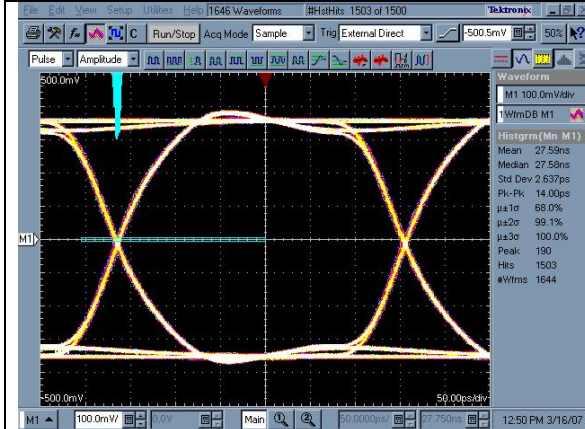 File Edit View Setup Utilities Help 1646 Waveforms #HstHits 1503 of 1500 Tektronix
C Run/Stop Acq Mode Sample Trig External Direct -500.5mV 50%
Pulse Amplitude
500.0mV
Waveform
M1 100.0mV/div
1 WfmDB M1
Histgrm(Mn M1)
Mean 27.59ns
Median 27.58ns
Std Dev 2.637ps
Pk-Pk 14.00ps
µ±1σ 68.0%
µ±2σ 99.1%
µ±3σ 100.0%
Peak 190
Hits 1503
#Wfms 1644
M1
-500.0mV 50.00ps/div
M1 100.0mV/ 0.0V Main 50.0000ps/ 27.750ns 12:50 PM 3/16/07